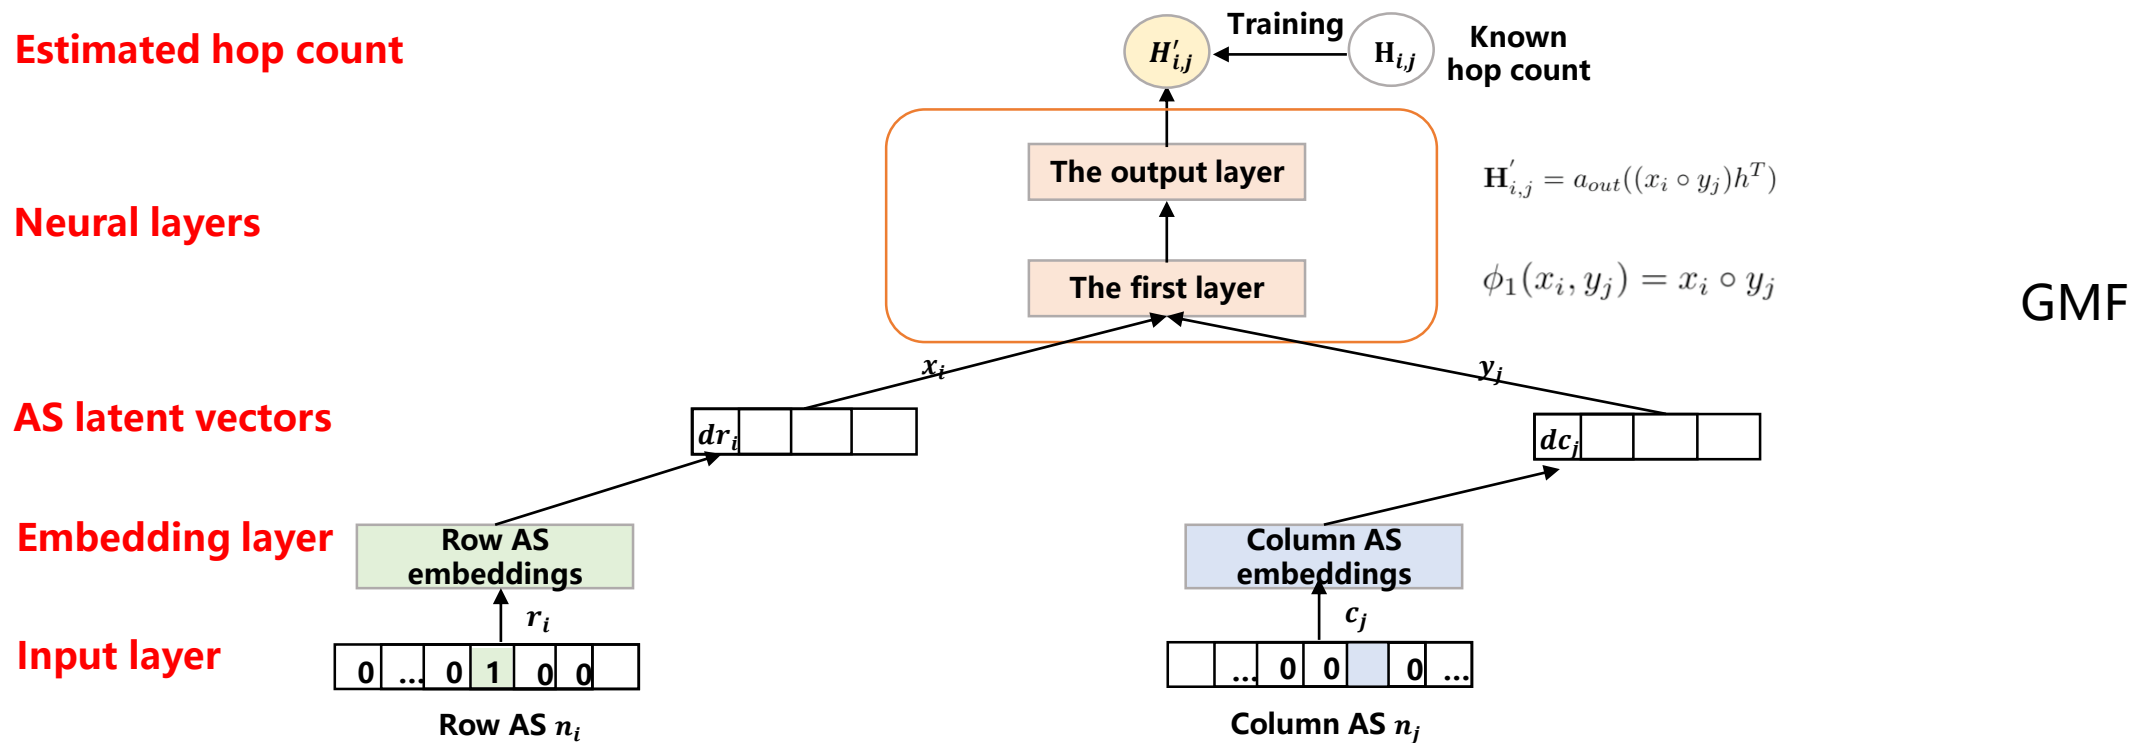 Estimated hop count
H′i,j
Training
Hi,j
Known
hop count
Neural layers
The output layer
H′i,j = aout((xi ∘ yj)hT)
The first layer
ϕ1(xi, yj) = xi ∘ yj
GMF
xi
yj
AS latent vectors
dri
dcj
Embedding layer
Row AS
embeddings
Column AS
embeddings
ri
cj
Input layer
0 ... 0 1 0 0
... 0 0 0 ...
Row AS ni
Column AS nj